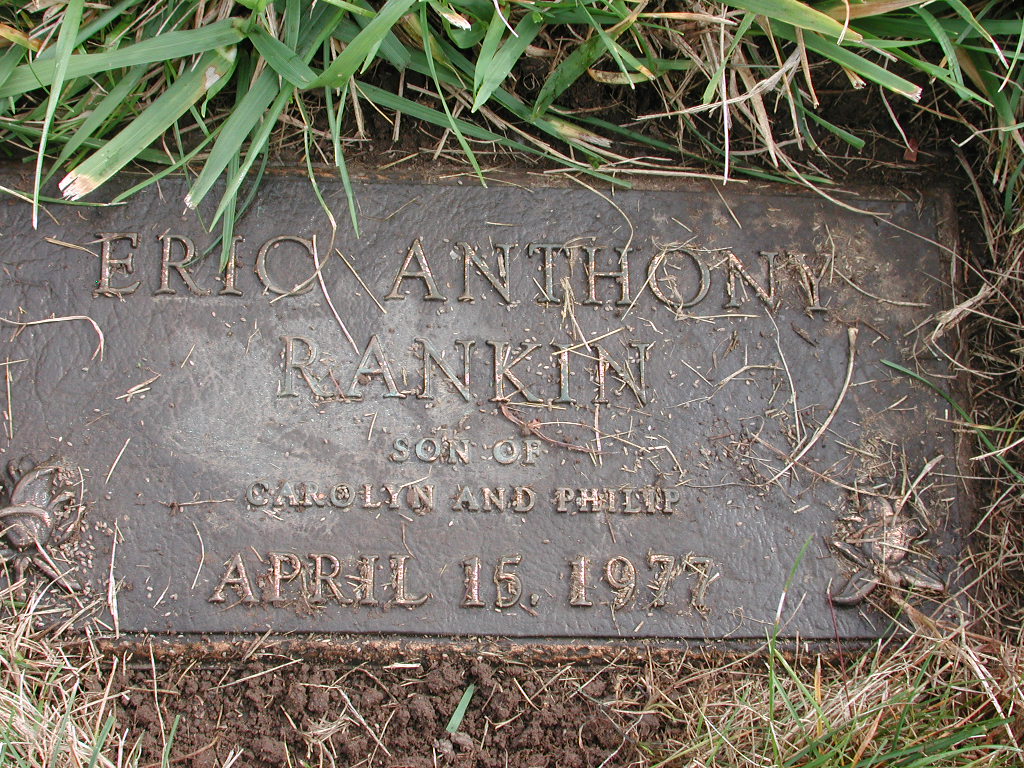 ERIC ANTHONY
RANKIN
SON OF
CAROLYN AND PHILIP
APRIL 15, 1977